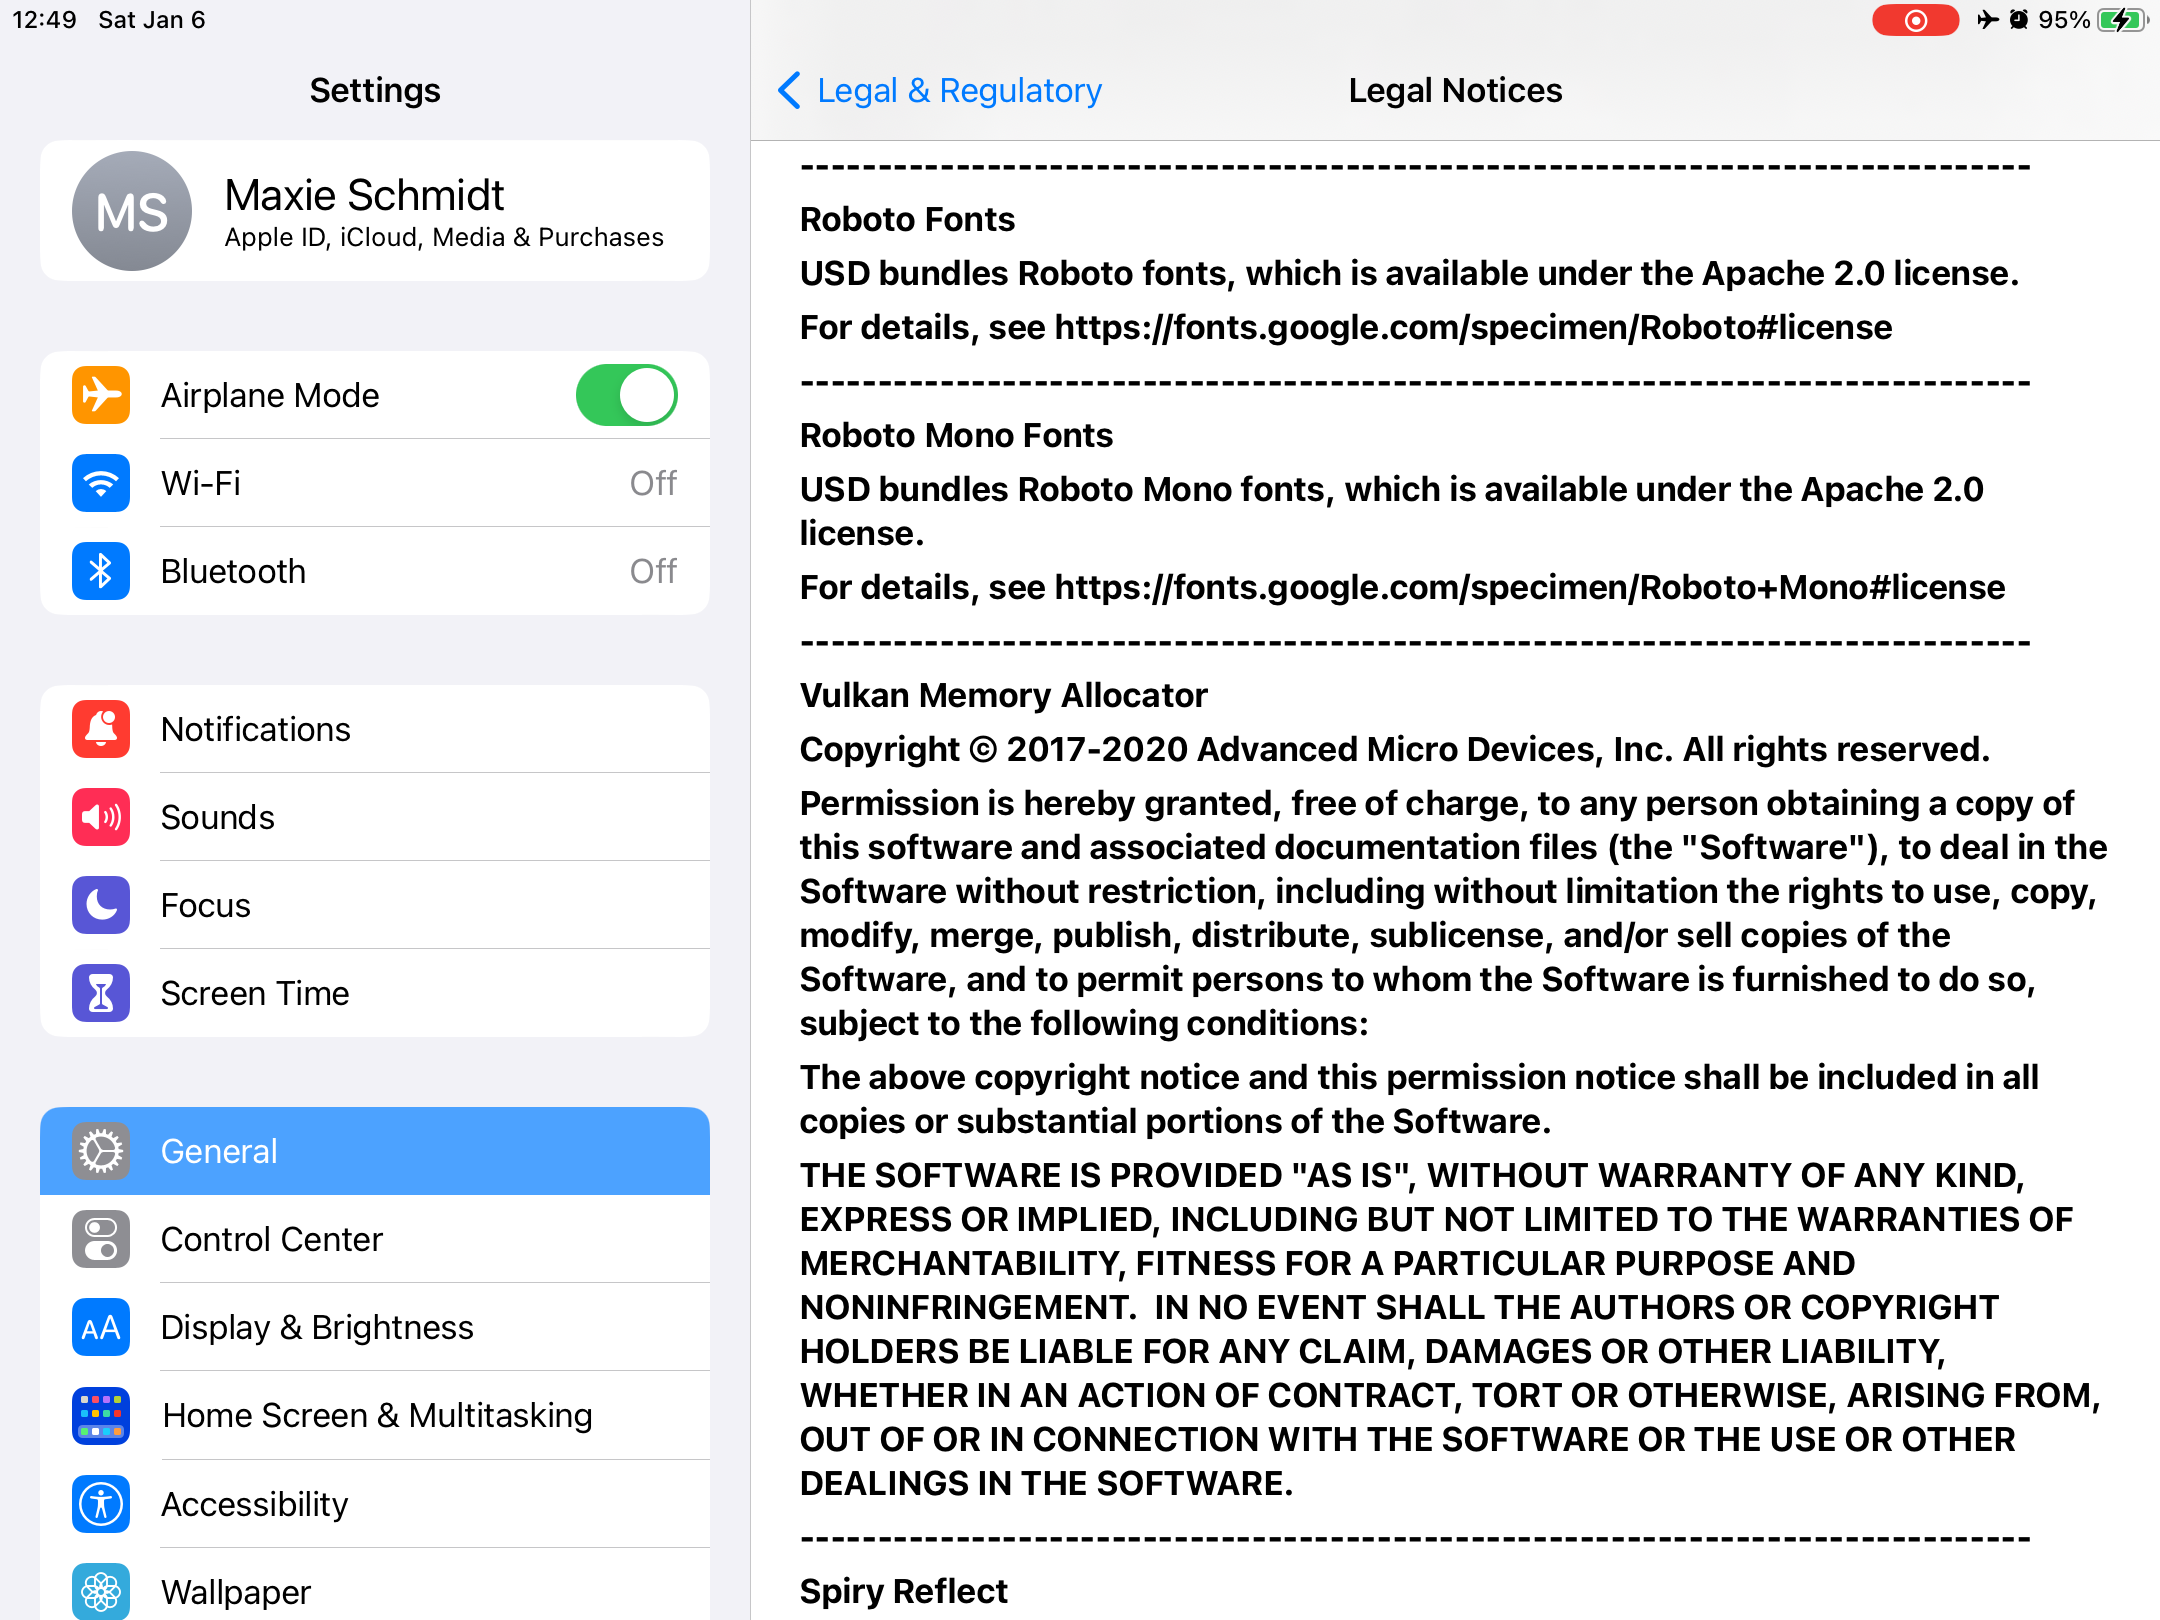 12:49 Sat Jan 6
95%
Settings
MS
Maxie Schmidt
Apple ID, iCloud, Media & Purchases
Airplane Mode
Wi-Fi Off
Bluetooth Off
Notifications
Sounds
Focus
Screen Time
General
Control Center
AA Display & Brightness
Home Screen & Multitasking
Accessibility
Wallpaper
Legal & Regulatory
Legal Notices
-------------------------------------------------------------------------------
Roboto Fonts
USD bundles Roboto fonts, which is available under the Apache 2.0 license.
For details, see https://fonts.google.com/specimen/Roboto#license
-------------------------------------------------------------------------------
Roboto Mono Fonts
USD bundles Roboto Mono fonts, which is available under the Apache 2.0
license.
For details, see https://fonts.google.com/specimen/Roboto+Mono#license
-------------------------------------------------------------------------------
Vulkan Memory Allocator
Copyright © 2017-2020 Advanced Micro Devices, Inc. All rights reserved.
Permission is hereby granted, free of charge, to any person obtaining a copy of
this software and associated documentation files (the "Software"), to deal in the
Software without restriction, including without limitation the rights to use, copy,
modify, merge, publish, distribute, sublicense, and/or sell copies of the
Software, and to permit persons to whom the Software is furnished to do so,
subject to the following conditions:
The above copyright notice and this permission notice shall be included in all
copies or substantial portions of the Software.
THE SOFTWARE IS PROVIDED "AS IS", WITHOUT WARRANTY OF ANY KIND,
EXPRESS OR IMPLIED, INCLUDING BUT NOT LIMITED TO THE WARRANTIES OF
MERCHANTABILITY, FITNESS FOR A PARTICULAR PURPOSE AND
NONINFRINGEMENT.  IN NO EVENT SHALL THE AUTHORS OR COPYRIGHT
HOLDERS BE LIABLE FOR ANY CLAIM, DAMAGES OR OTHER LIABILITY,
WHETHER IN AN ACTION OF CONTRACT, TORT OR OTHERWISE, ARISING FROM,
OUT OF OR IN CONNECTION WITH THE SOFTWARE OR THE USE OR OTHER
DEALINGS IN THE SOFTWARE.
-------------------------------------------------------------------------------
Spiry Reflect